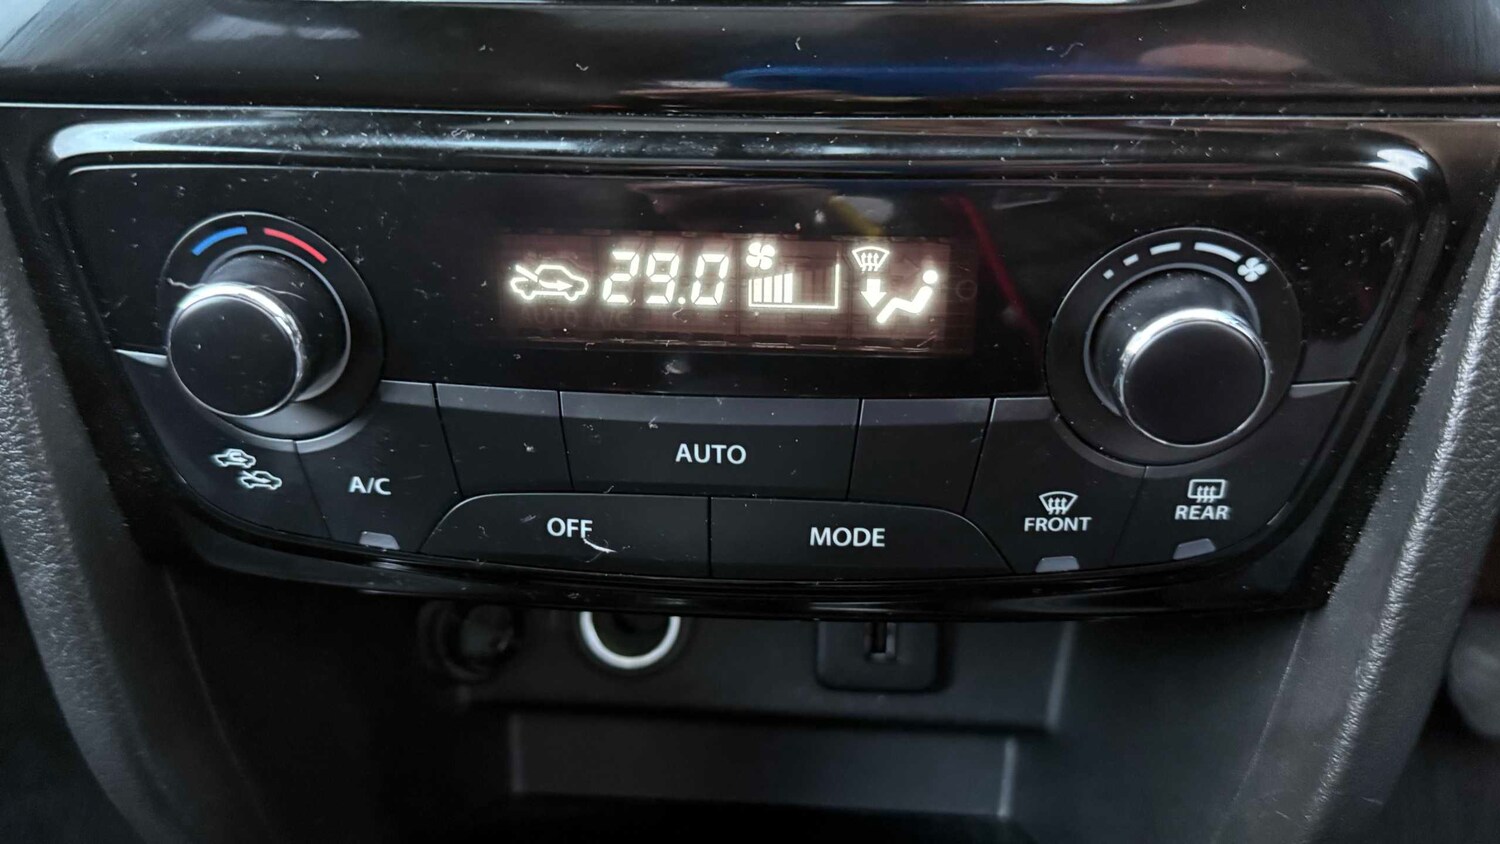 29.0
AUTO
A/C
OFF
MODE
FRONT
REAR